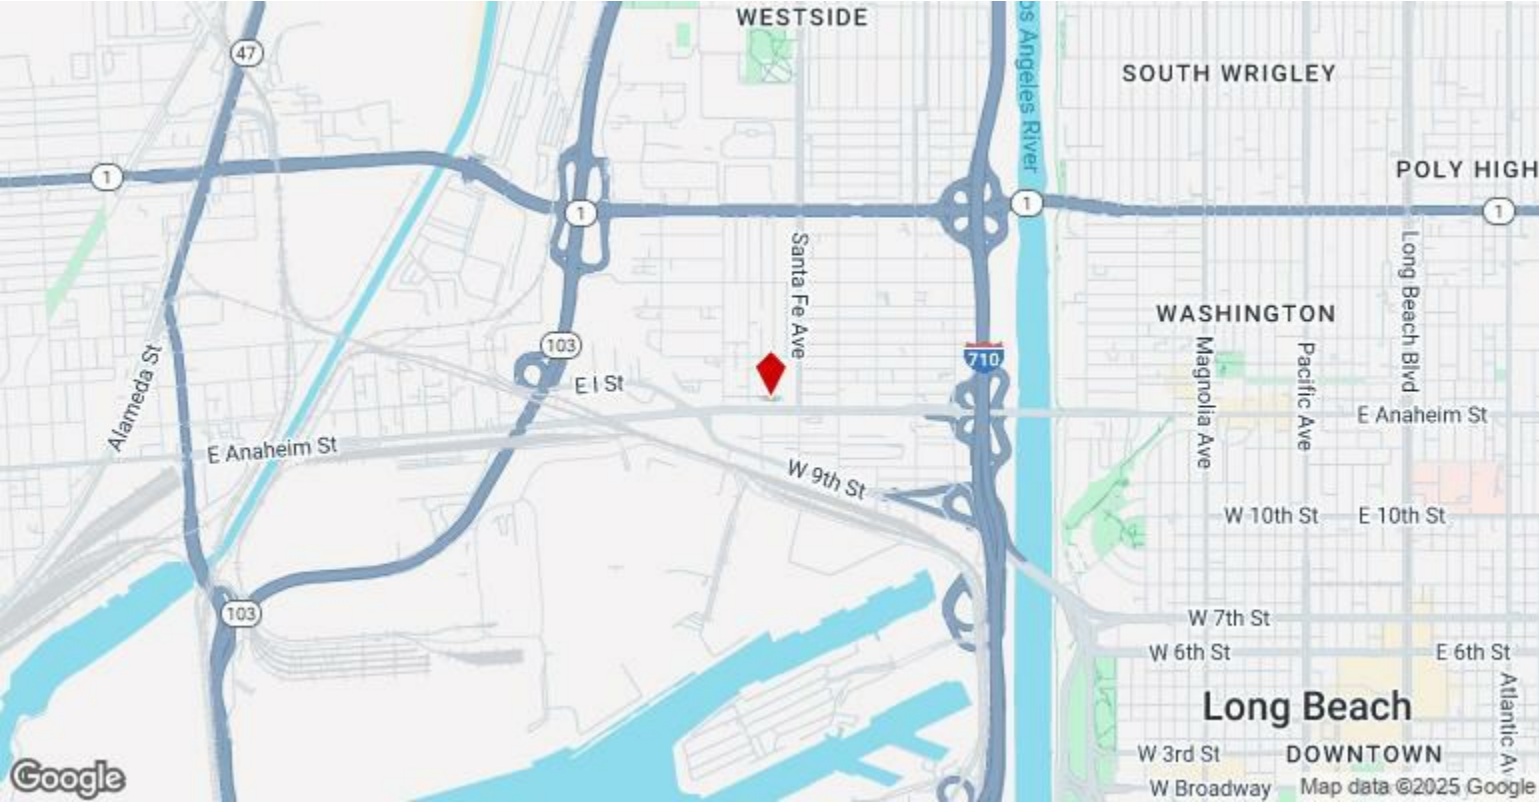 WESTSIDE
os Angeles River
47
SOUTH WRIGLEY
1
POLY HIGH
1
1
1
Santa Fe Ave
Long Beach Blvd
WASHINGTON
103
710
Magnolia Ave
Pacific Ave
Alameda St
E I St
E Anaheim St
E Anaheim St
W 9th St
W 10th St
E 10th St
103
W 7th St
W 6th St
E 6th St
Atlantic Av
Long Beach
W 3rd St
DOWNTOWN
Google
W Broadway
Map data ©2025 Google